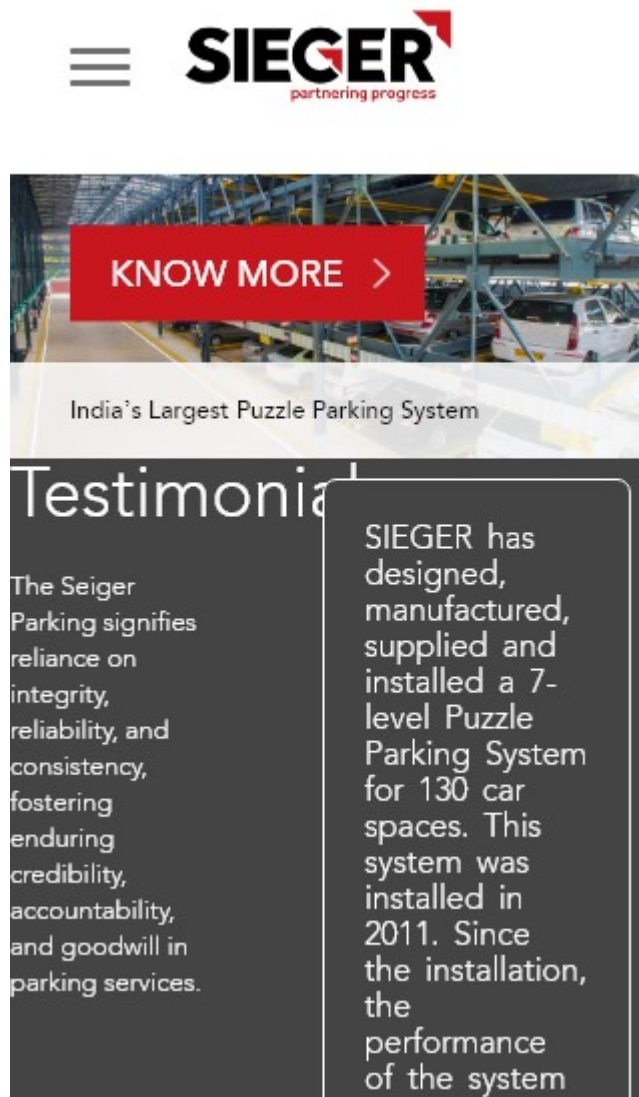 SIEGER
partnering progress
KNOW MORE >
India's Largest Puzzle Parking System
Testimonial
The Seiger
Parking signifies
reliance on
integrity,
reliability, and
consistency,
fostering
enduring
credibility,
accountability,
and goodwill in
parking services.
SIEGER has
designed,
manufactured,
supplied and
installed a 7-
level Puzzle
Parking System
for 130 car
spaces. This
system was
installed in
2011. Since
the installation,
the
performance
of the system